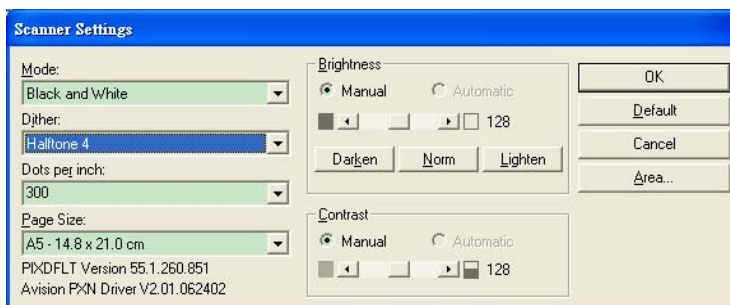 Scanner Settings
Mode:
Black and White
Dither:
Halftone 4
Dots per inch:
300
Page Size:
A5 - 14.8 x 21.0 cm
PIXDFLT Version 55.1.260.851
Avision PXN Driver V2.01.062402
Brightness
Manual Automatic
128
Darken Norm Lighten
Contrast
Manual Automatic
128
OK
Default
Cancel
Area...